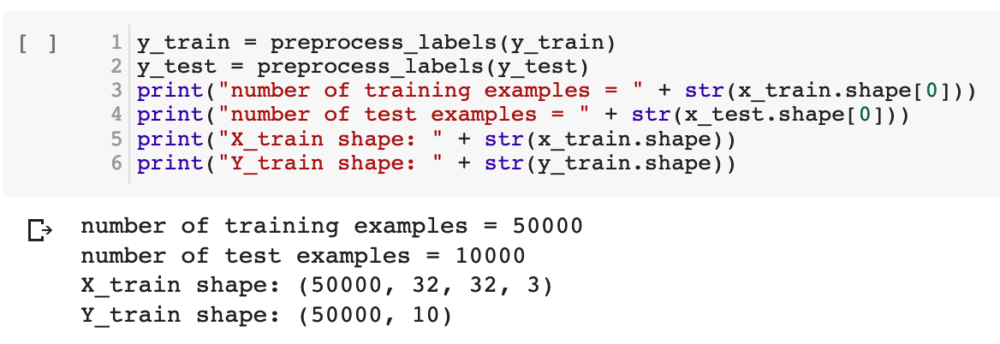 [ ] 1 y_train = preprocess_labels(y_train)
2 y_test = preprocess_labels(y_test)
3 print("number of training examples = " + str(x_train.shape[0]))
4 print("number of test examples = " + str(x_test.shape[0]))
5 print("X_train shape: " + str(x_train.shape))
6 print("Y_train shape: " + str(y_train.shape))
number of training examples = 50000
number of test examples = 10000
X_train shape: (50000, 32, 32, 3)
Y_train shape: (50000, 10)